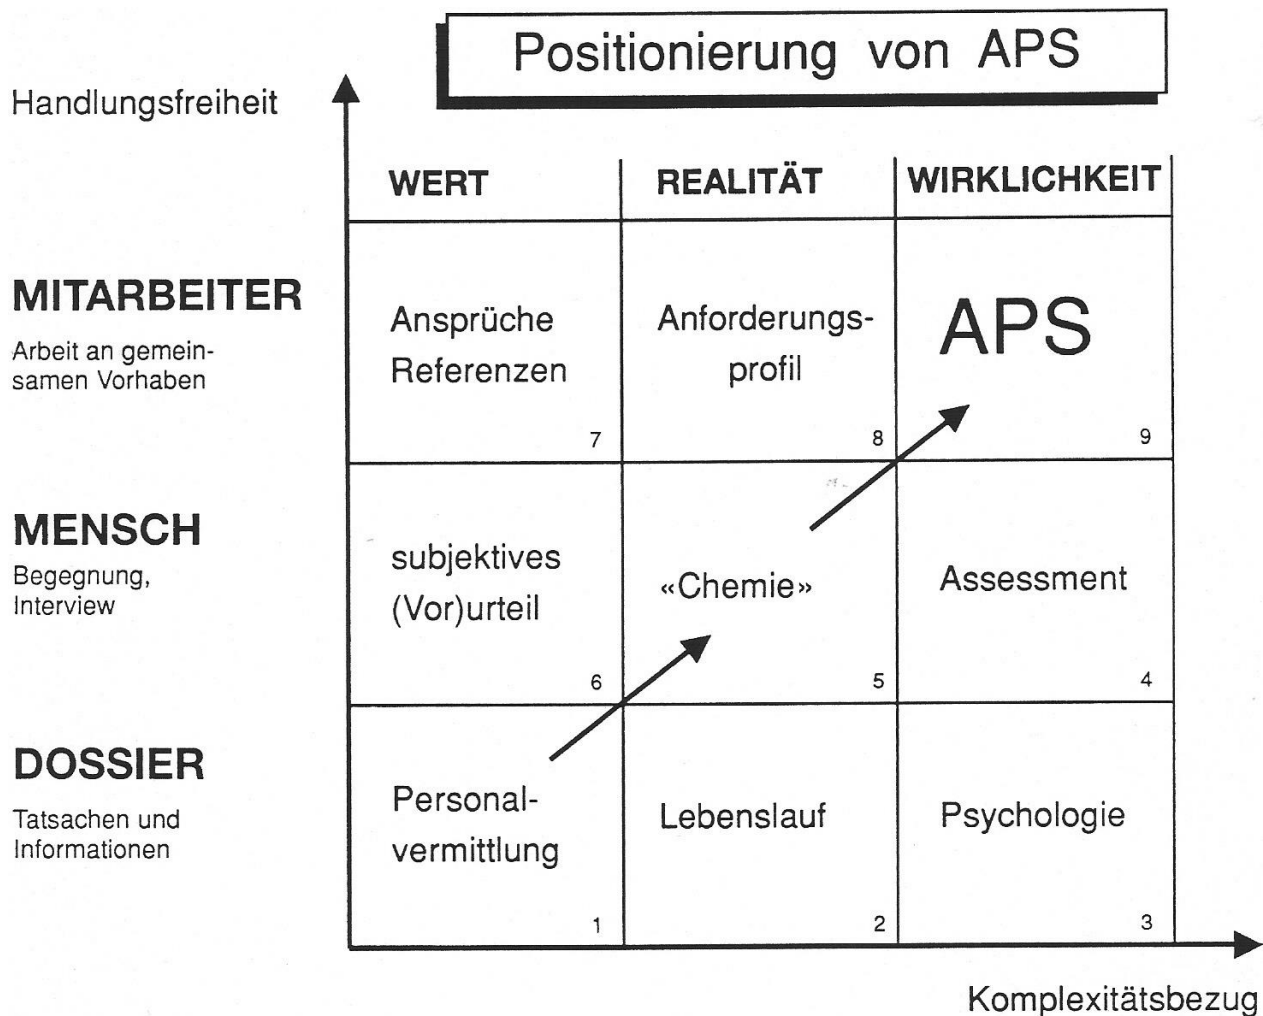 Positionierung von APS
Handlungsfreiheit
WERT
REALITÄT
WIRKLICHKEIT
MITARBEITER
Arbeit an gemein-
samen Vorhaben
Ansprüche
Referenzen
7
Anforderungs-
profil
8
APS
9
MENSCH
Begegnung,
Interview
subjektives
(Vor)urteil
6
«Chemie»
5
Assessment
4
DOSSIER
Tatsachen und
Informationen
Personal-
vermittlung
1
Lebenslauf
2
Psychologie
3
Komplexitätsbezug